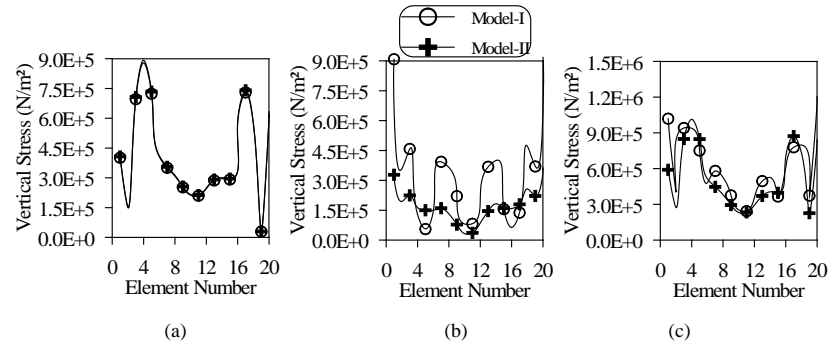 Model-I
Model-II
Vertical Stress (N/m²)
9.0E+5
7.5E+5
6.0E+5
4.5E+5
3.0E+5
1.5E+5
0.0E+0
0 4 8 12 16 20
Element Number
(a)
Vertical Stress (N/m²)
9.0E+5
7.5E+5
6.0E+5
4.5E+5
3.0E+5
1.5E+5
0.0E+0
0 4 8 12 16 20
Element Number
(b)
Vertical Stress (N/m²)
1.5E+6
1.2E+6
9.0E+5
6.0E+5
3.0E+5
0.0E+0
0 4 8 12 16 20
Element Number
(c)